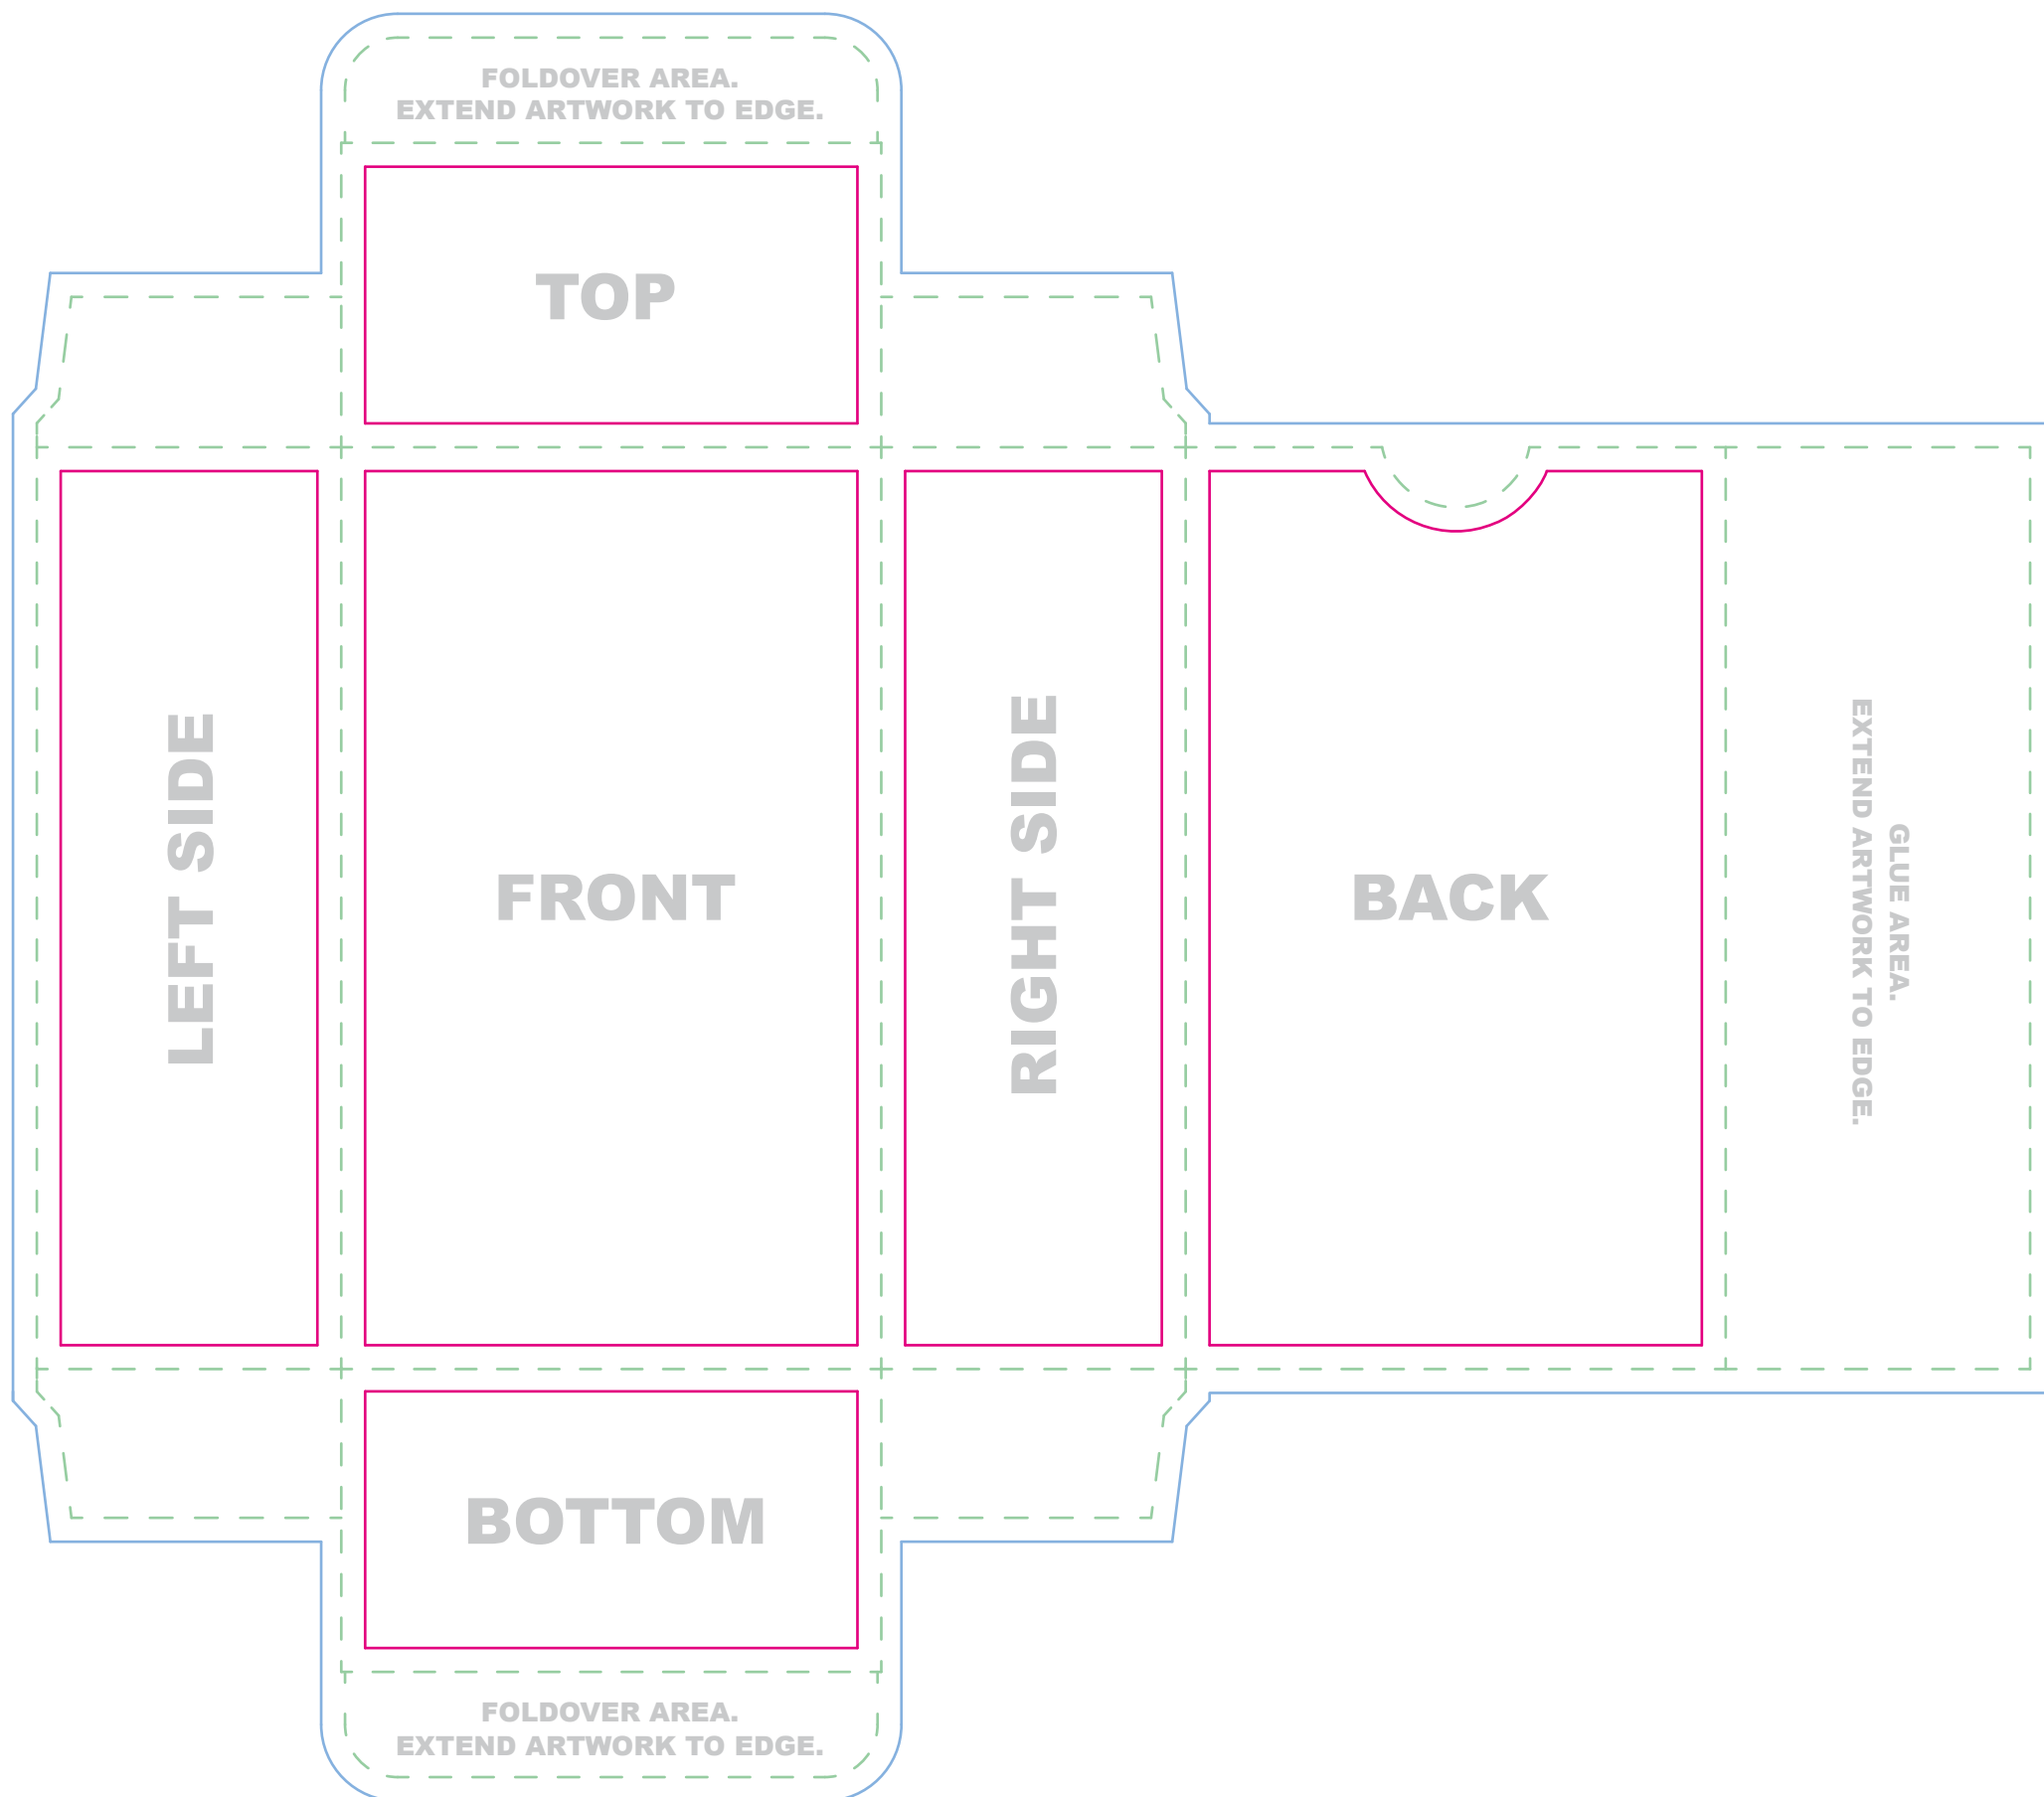 FOLDOVER AREA.
EXTEND ARTWORK TO EDGE.
TOP
LEFT SIDE
FRONT
RIGHT SIDE
BACK
GLUE AREA.
EXTEND ARTWORK TO EDGE.
BOTTOM
FOLDOVER AREA.
EXTEND ARTWORK TO EDGE.